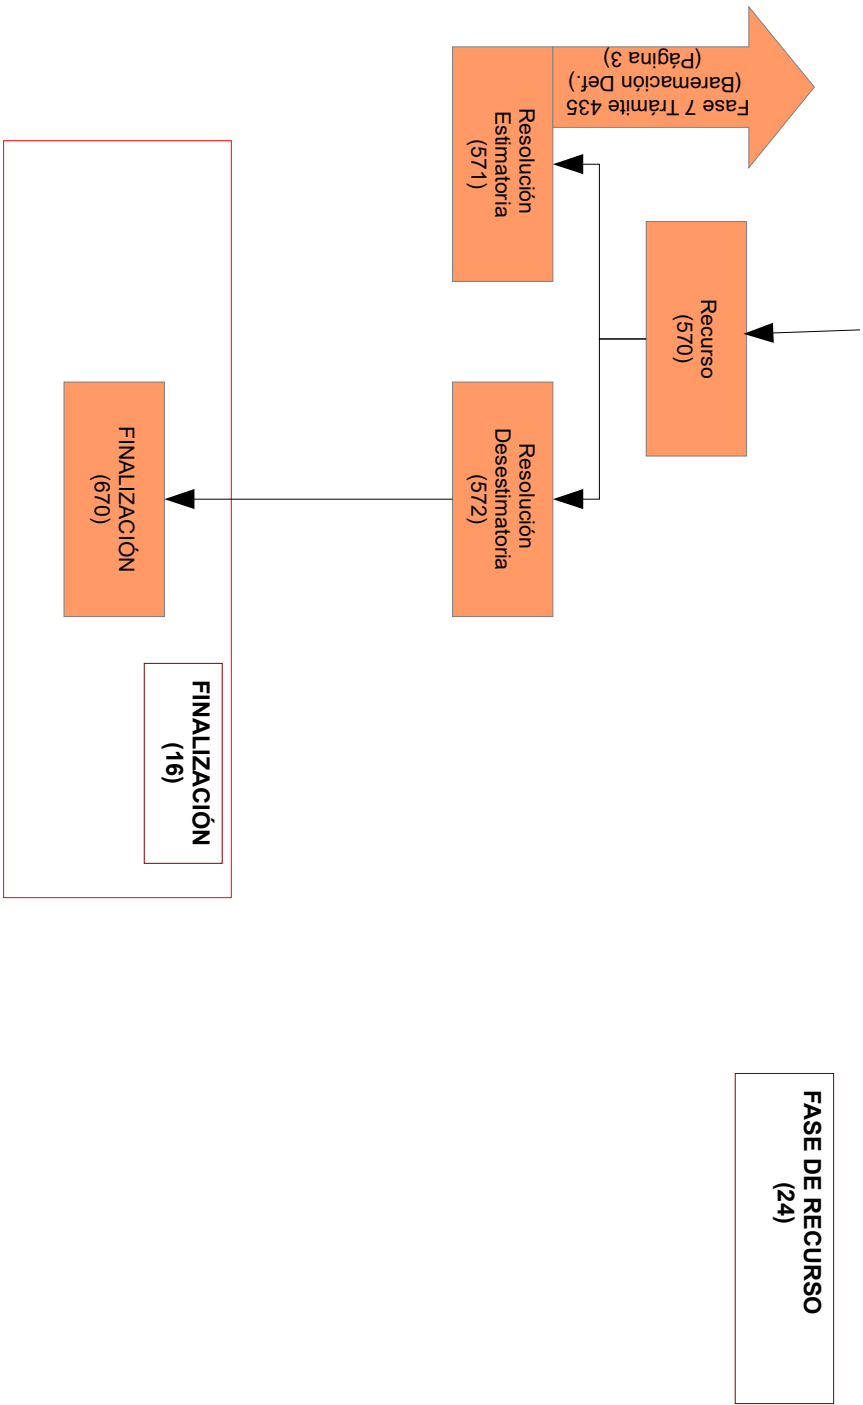 FASE DE RECURSO
(24)
Recurso
(570)
Fase 7 Trámite 435
(Baremación Def.)
(Página 3)
Resolución
Estimatoria
(571)
Resolución
Desestimatoria
(572)
FINALIZACIÓN
(16)
FINALIZACIÓN
(670)